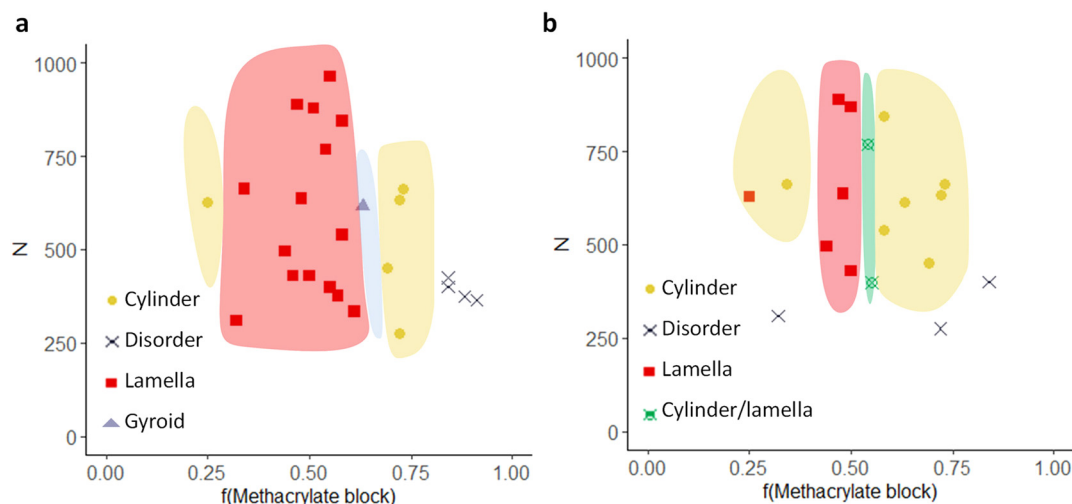 a
1000
750
500
250
0
N
Cylinder
Disorder
Lamella
Gyroid
0.00 0.25 0.50 0.75 1.00
f(Methacrylate block)
b
1000
750
500
250
0
N
Cylinder
Disorder
Lamella
Cylinder/lamella
0.00 0.25 0.50 0.75 1.00
f(Methacrylate block)